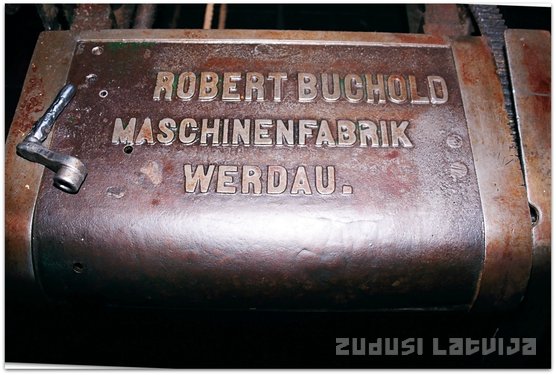 ROBERT BUCHOLD
MASCHINENFABRIK
WERDAU.
ZUDUSI LATVIJA